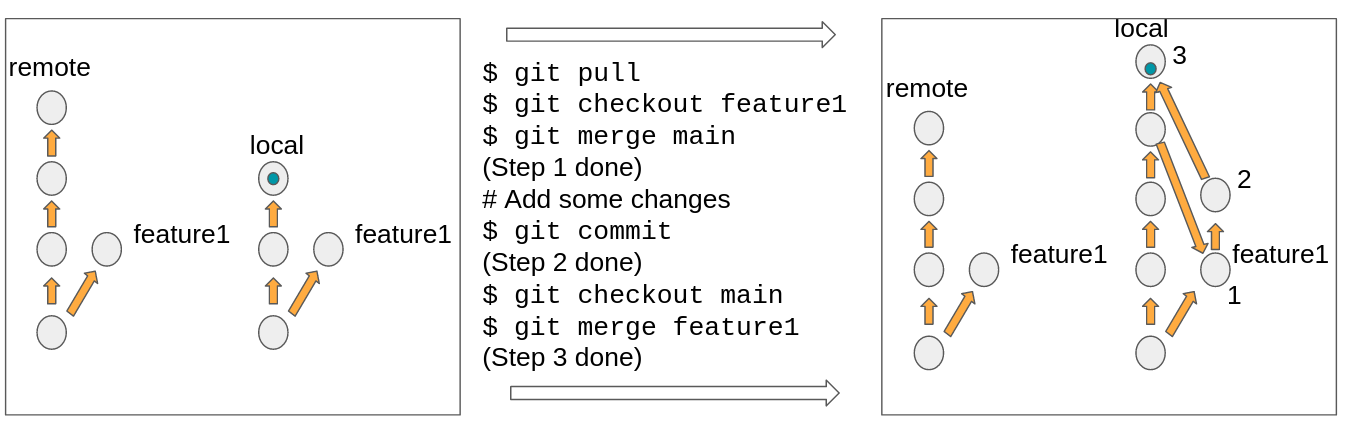 remote
local
feature1
feature1
$ git pull
$ git checkout feature1
$ git merge main
(Step 1 done)
# Add some changes
$ git commit
(Step 2 done)
$ git checkout main
$ git merge feature1
(Step 3 done)
local
3
remote
2
feature1
feature1
1